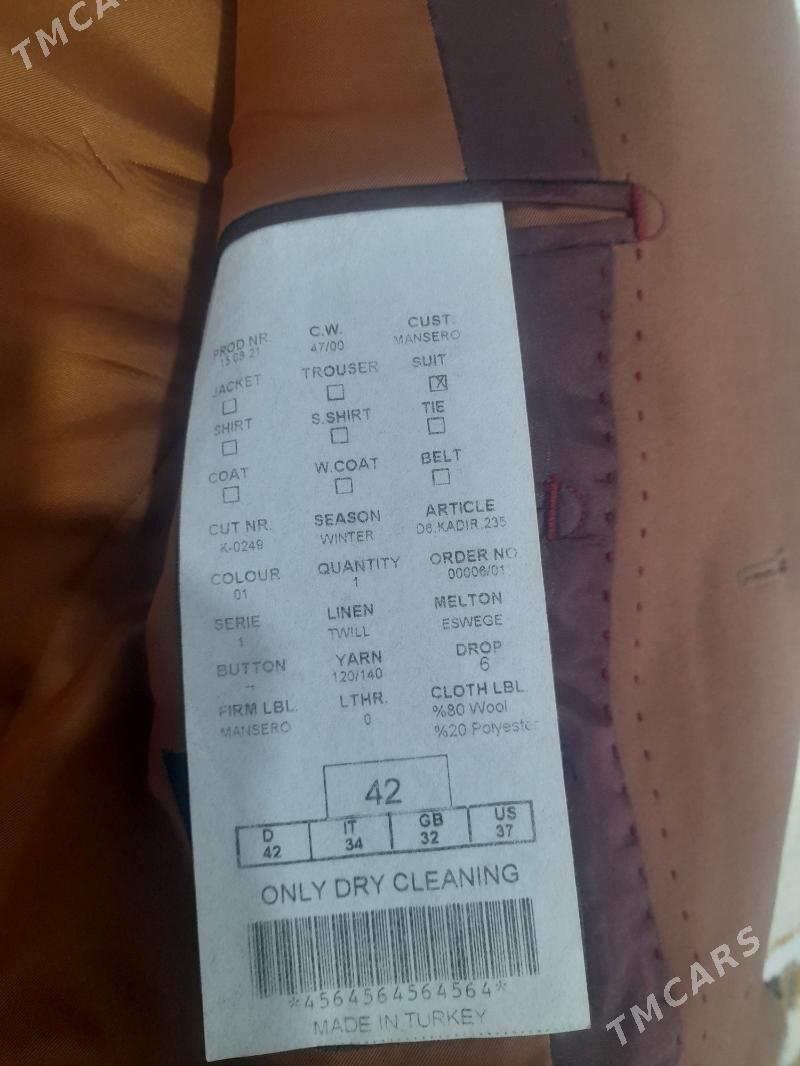 TMCARS
PROD NR. C.W. CUST.
15.08.21 47/00 MANSERO
JACKET TROUSER SUIT
X
SHIRT S.SHIRT TIE
COAT W.COAT BELT
CUT NR. SEASON ARTICLE
K-0249 WINTER D6.KADIR.235
COLOUR QUANTITY ORDER NO
01 1 00006/01
SERIE LINEN MELTON
1 TWILL ESWEGE
BUTTON YARN DROP
-- 120/140 6
FIRM LBL. LTHR. CLOTH LBL.
MANSERO 0 %80 Wool
%20 Polyester
42
D IT GB US
42 34 32 37
ONLY DRY CLEANING
*4564564564564*
MADE IN TURKEY
TMCARS